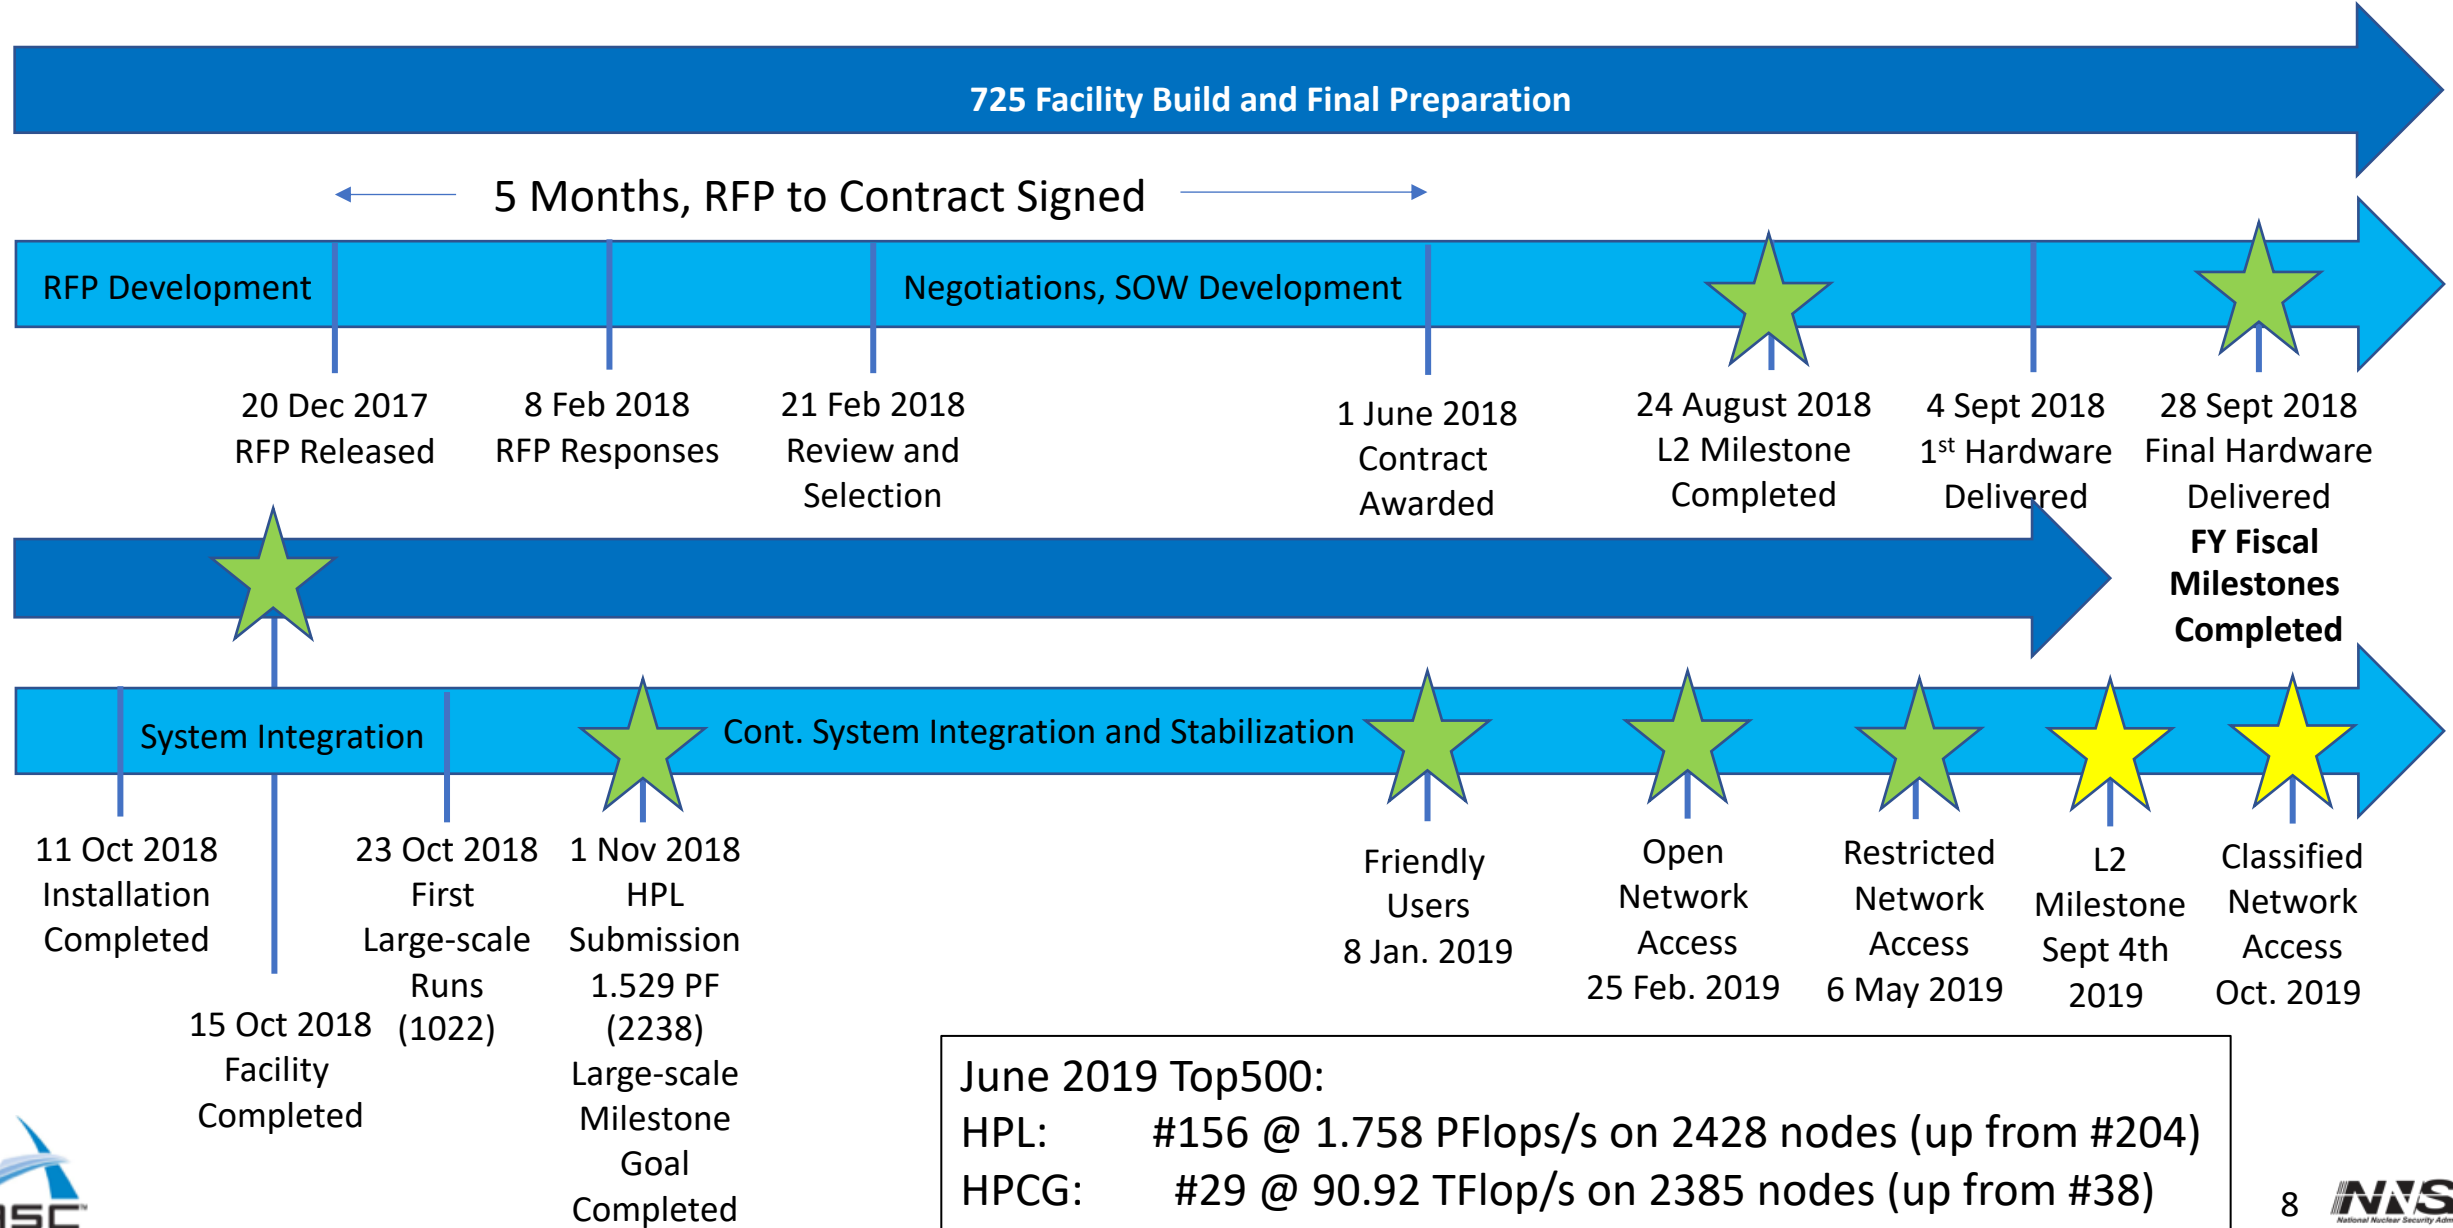 725 Facility Build and Final Preparation
5 Months, RFP to Contract Signed
RFP Development
Negotiations, SOW Development
20 Dec 2017
RFP Released
8 Feb 2018
RFP Responses
21 Feb 2018
Review and
Selection
1 June 2018
Contract
Awarded
24 August 2018
L2 Milestone
Completed
4 Sept 2018
1st Hardware
Delivered
28 Sept 2018
Final Hardware
Delivered
FY Fiscal
Milestones
Completed
System Integration
Cont. System Integration and Stabilization
11 Oct 2018
Installation
Completed
15 Oct 2018
Facility
Completed
23 Oct 2018
First
Large-scale
Runs
(1022)
1 Nov 2018
HPL
Submission
1.529 PF
(2238)
Large-scale
Milestone
Goal
Completed
Friendly
Users
8 Jan. 2019
Open
Network
Access
25 Feb. 2019
Restricted
Network
Access
6 May 2019
L2
Milestone
Sept 4th
2019
Classified
Network
Access
Oct. 2019
June 2019 Top500:
HPL: #156 @ 1.758 PFlops/s on 2428 nodes (up from #204)
HPCG: #29 @ 90.92 TFlop/s on 2385 nodes (up from #38)
8
National Nuclear Security